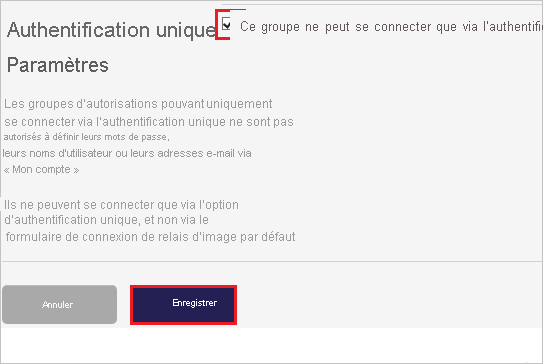 Authentification unique
Ce groupe ne peut se connecter que via l'authentifi
Paramètres
Les groupes d'autorisations pouvant uniquement
se connecter via l'authentification unique ne sont pas
autorisés à définir leurs mots de passe,
leurs noms d'utilisateur ou leurs adresses e-mail via
« Mon compte »
Ils ne peuvent se connecter que via l'option
d'authentification unique, et non via le
formulaire de connexion de relais d'image par défaut
Annuler
Enregistrer